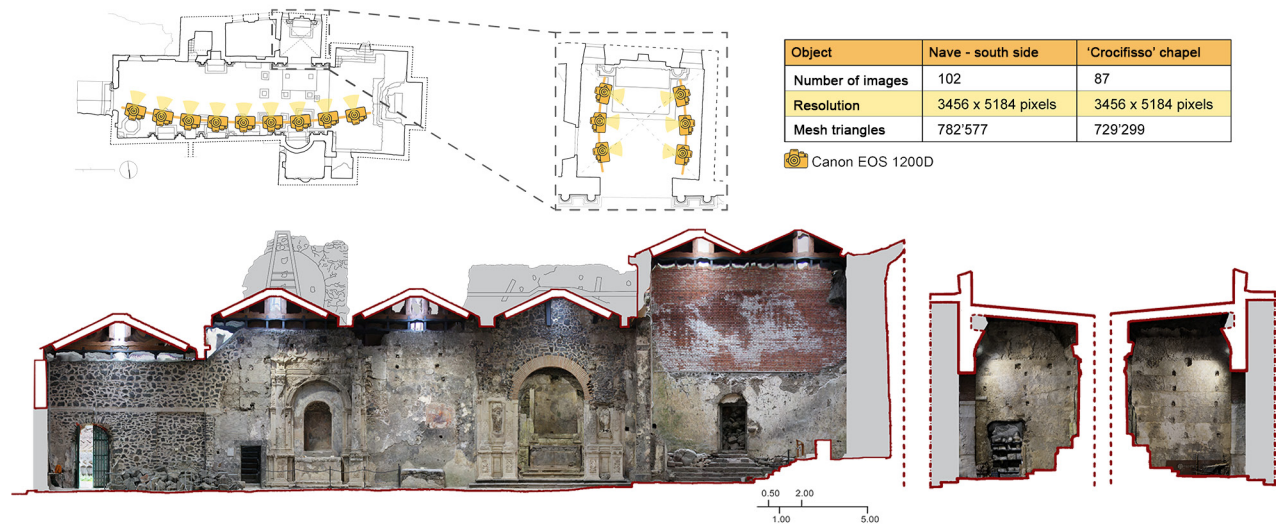 Object Nave - south side ‘Crocifisso’ chapel
Number of images 102 87
Resolution 3456 x 5184 pixels 3456 x 5184 pixels
Mesh triangles 782’577 729’299
Canon EOS 1200D
0.50 2.00
1.00 5.00